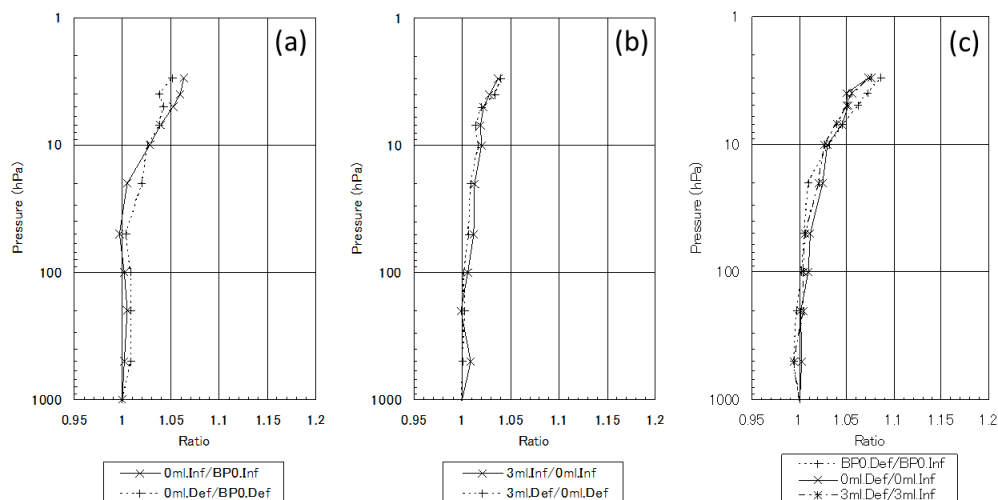 (a)
1
10
100
1000
Pressure (hPa)
0.95 1 1.05 1.1 1.15 1.2
Ratio
0ml.Inf/BP0.Inf
0ml.Def/BP0.Def
(b)
1
10
100
1000
Pressure (hPa)
0.95 1 1.05 1.1 1.15 1.2
Ratio
3ml.Inf/0ml.Inf
3ml.Def/0ml.Def
(c)
1
10
100
1000
Pressure (hPa)
0.95 1 1.05 1.1 1.15 1.2
Ratio
BP0.Def/BP0.Inf
0ml.Def/0ml.Inf
3ml.Def/3ml.Inf